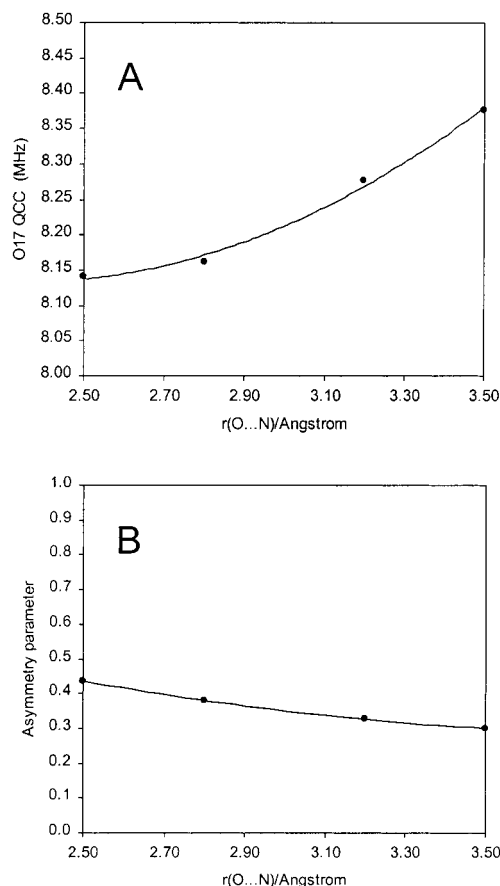 8.50
8.45
8.40
8.35
8.30
8.25
8.20
8.15
8.10
8.05
8.00
O17 QCC (MHz)
A
2.50 2.70 2.90 3.10 3.30 3.50
r(O...N)/Angstrom
1.0
0.9
0.8
0.7
0.6
0.5
0.4
0.3
0.2
0.1
0.0
Asymmetry parameter
B
2.50 2.70 2.90 3.10 3.30 3.50
r(O...N)/Angstrom